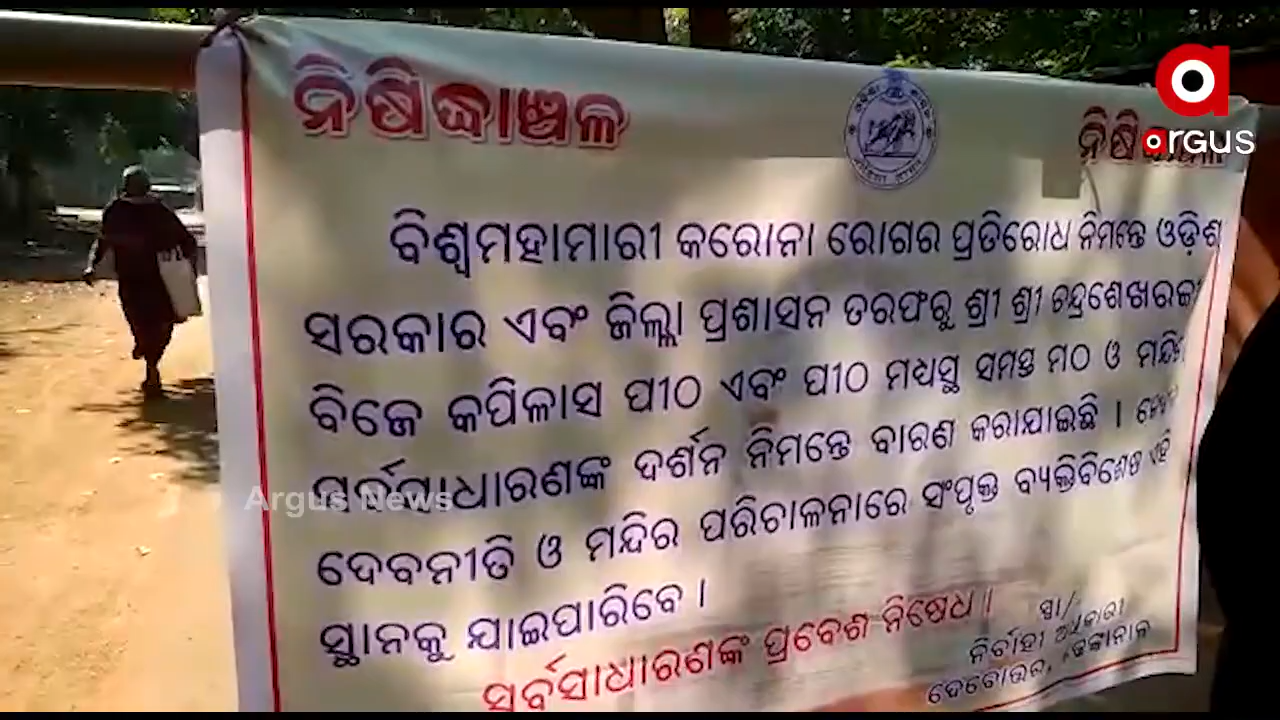 ନିଷିଦ୍ଧାଞ୍ଚଳ
argus
ବିଶ୍ୱମହାମାରୀ କରୋନା ରୋଗର ପ୍ରତିରୋଧ ନିମନ୍ତେ ଓଡ଼ିଶା
ସରକାର ଏବଂ ଜିଲ୍ଲା ପ୍ରଶାସନ ତରଫରୁ ଶ୍ରୀ ଶ୍ରୀ ଚନ୍ଦ୍ରଶେଖରଜୀ
ବିଜେ କପିଳାସ ପୀଠ ଏବଂ ପୀଠ ମଧ୍ୟସ୍ଥ ସମସ୍ତ ମଠ ଓ
ସର୍ବସାଧାରଣଙ୍କ ଦର୍ଶନ ନିମନ୍ତେ ବାରଣ କରାଯାଇଛି ।
Argus News
ଦେବନୀତି ଓ ମନ୍ଦିର ପରିଚାଳନାରେ ସଂପୃକ୍ତ ବ୍ୟକ୍ତିବିଶେଷ ଏହି
ସ୍ଥାନକୁ ଯାଇପାରିବେ ।
ସର୍ବସାଧାରଣଙ୍କ ପ୍ରବେଶ ନିଷେଧ ।
ସ୍ୱା/
ନିର୍ବାହୀ ଅଧିକାରୀ
ଦେବୋତ୍ତର, ଢେଙ୍କାନାଳ